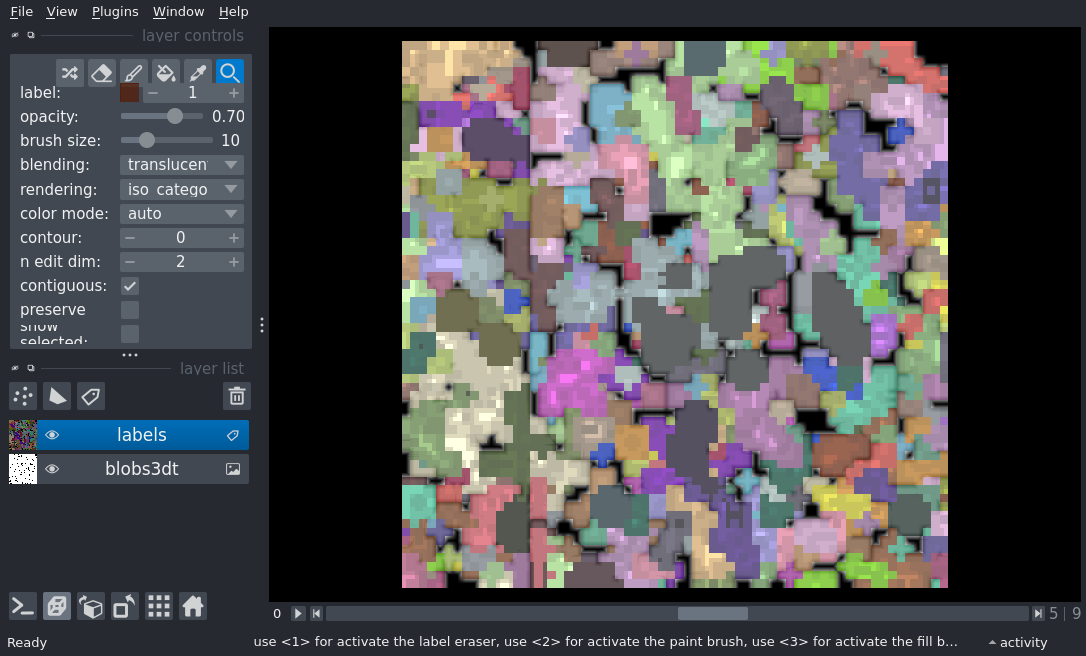 File View Plugins Window Help
layer controls
label: 1
opacity: 0.70
brush size: 10
blending: translucen
rendering: iso_catego
color mode: auto
contour: 0
n edit dim: 2
contiguous:
preserve
show
selected:
layer list
labels
blobs3dt
0 5 | 9
Ready use <1> for activate the label eraser, use <2> for activate the paint brush, use <3> for activate the fill b... activity